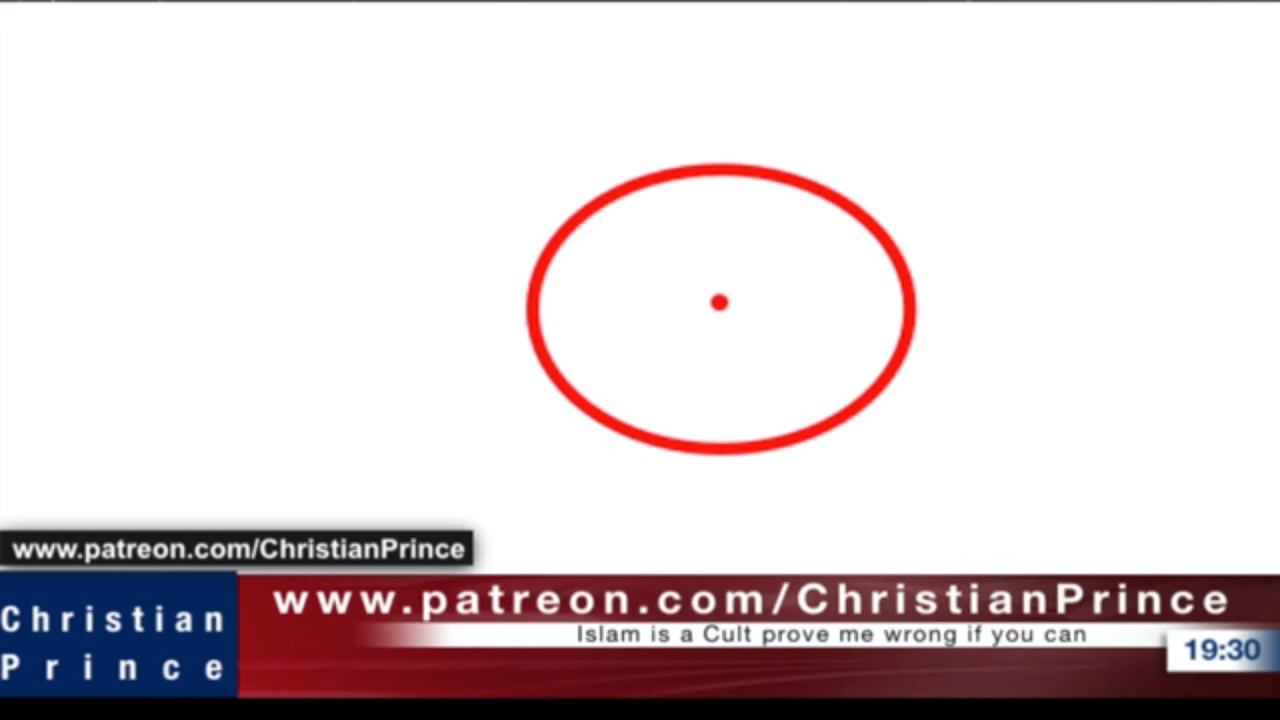 www.patreon.com/ChristianPrince
www.patreon.com/ChristianPrince
Christian
Prince
Islam is a Cult prove me wrong if you can
19:30